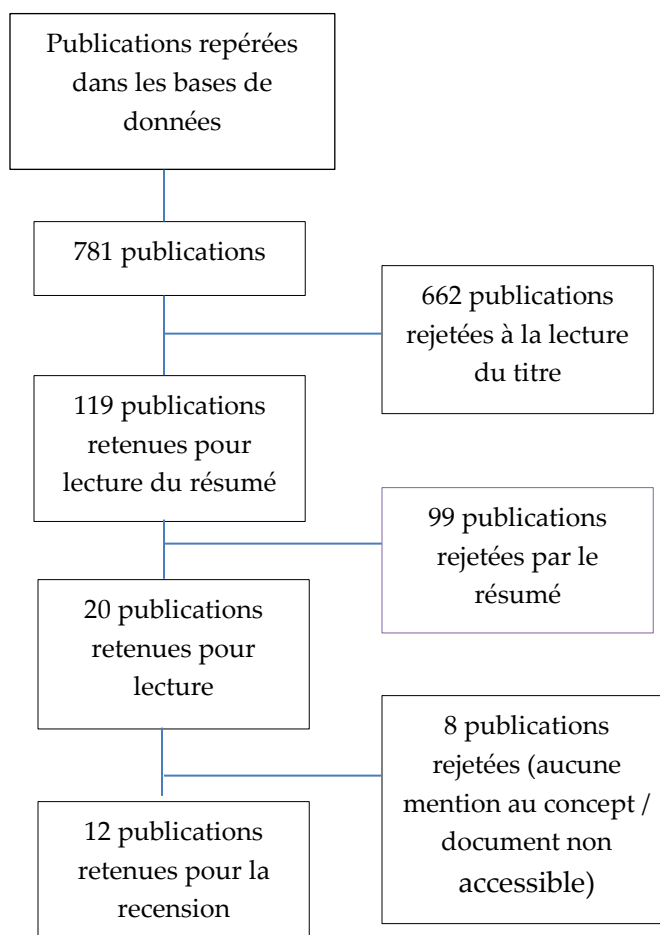 Publications repérées
dans les bases de
données
781 publications
662 publications
rejetées à la lecture
du titre
119 publications
retenues pour
lecture du résumé
99 publications
rejetées par le
résumé
20 publications
retenues pour
lecture
8 publications
rejetées (aucune
mention au concept /
document non
accessible)
12 publications
retenues pour la
recension